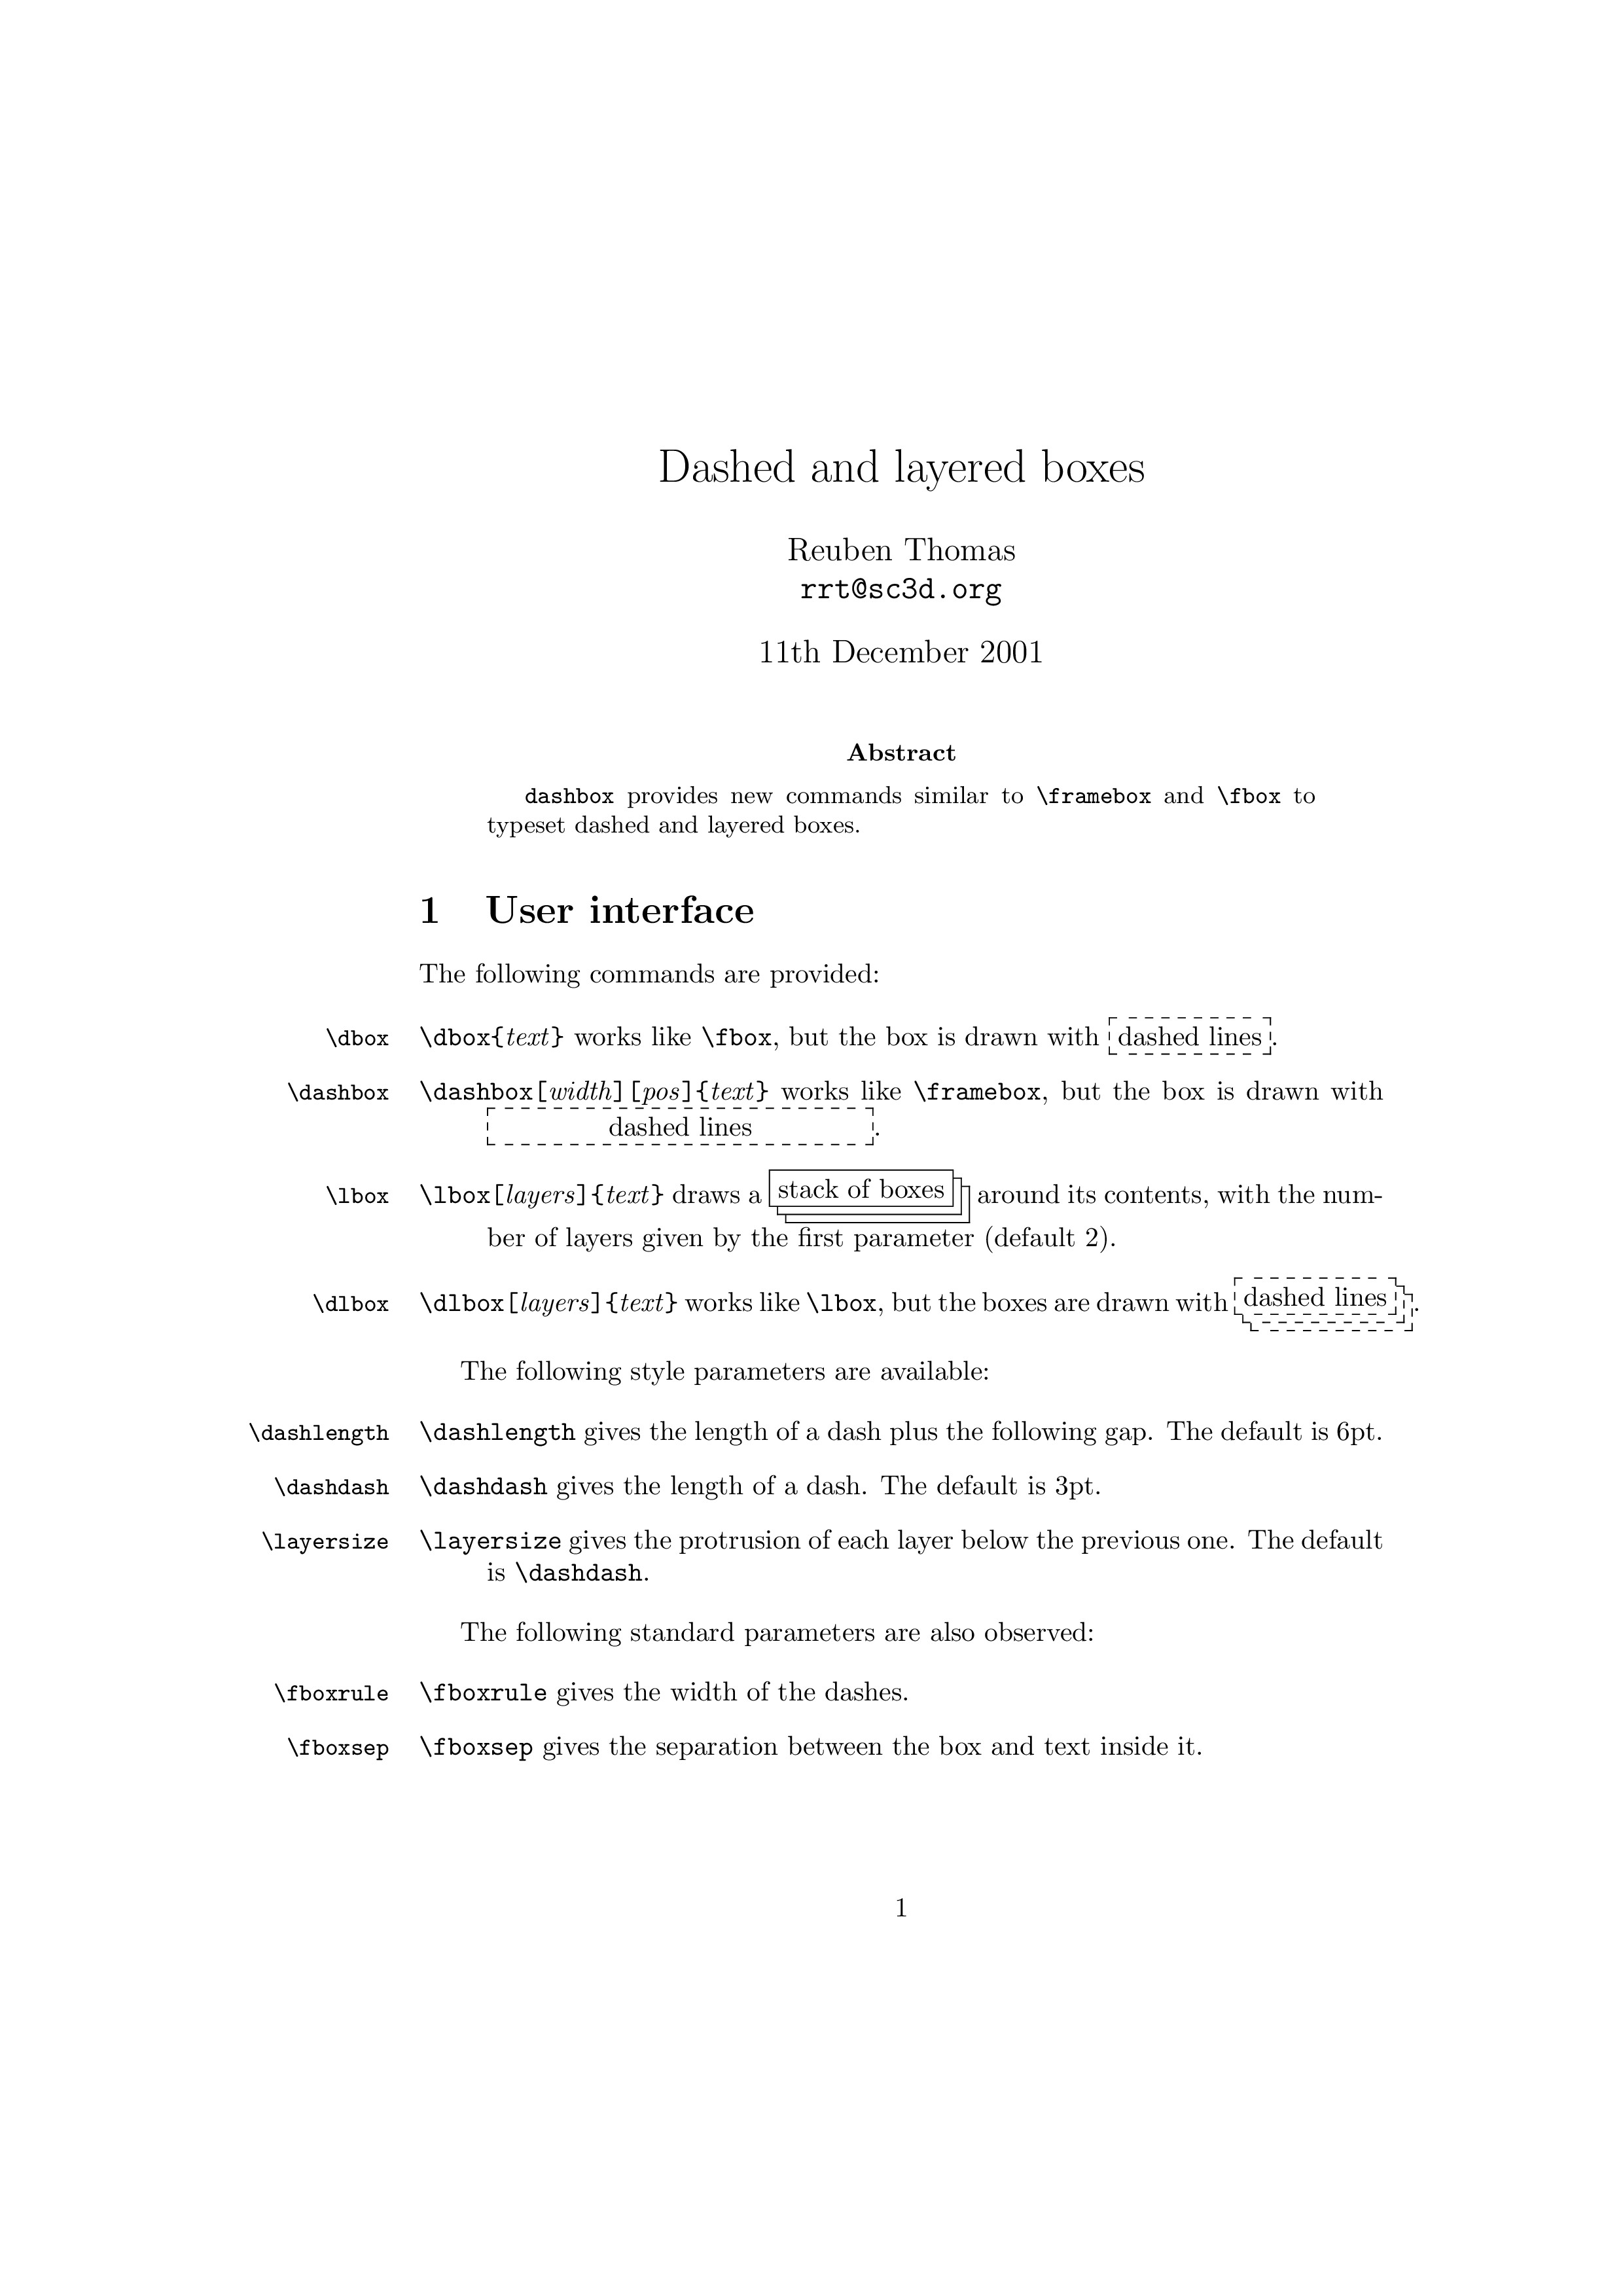 Dashed and layered boxes
Reuben Thomas
rrt@sc3d.org
11th December 2001
Abstract
dashbox provides new commands similar to \framebox and \fbox to
typeset dashed and layered boxes.
1 User interface
The following commands are provided:
\dbox \dbox{text} works like \fbox, but the box is drawn with dashed lines.
\dashbox \dashbox[width][pos]{text} works like \framebox, but the box is drawn with
dashed lines.
\lbox \lbox[layers]{text} draws a stack of boxes around its contents, with the num-
ber of layers given by the first parameter (default 2).
\dlbox \dlbox[layers]{text} works like \lbox, but the boxes are drawn with dashed lines.
The following style parameters are available:
\dashlength \dashlength gives the length of a dash plus the following gap. The default is 6pt.
\dashdash \dashdash gives the length of a dash. The default is 3pt.
\layersize \layersize gives the protrusion of each layer below the previous one. The default
is \dashdash.
The following standard parameters are also observed:
\fboxrule \fboxrule gives the width of the dashes.
\fboxsep \fboxsep gives the separation between the box and text inside it.
1